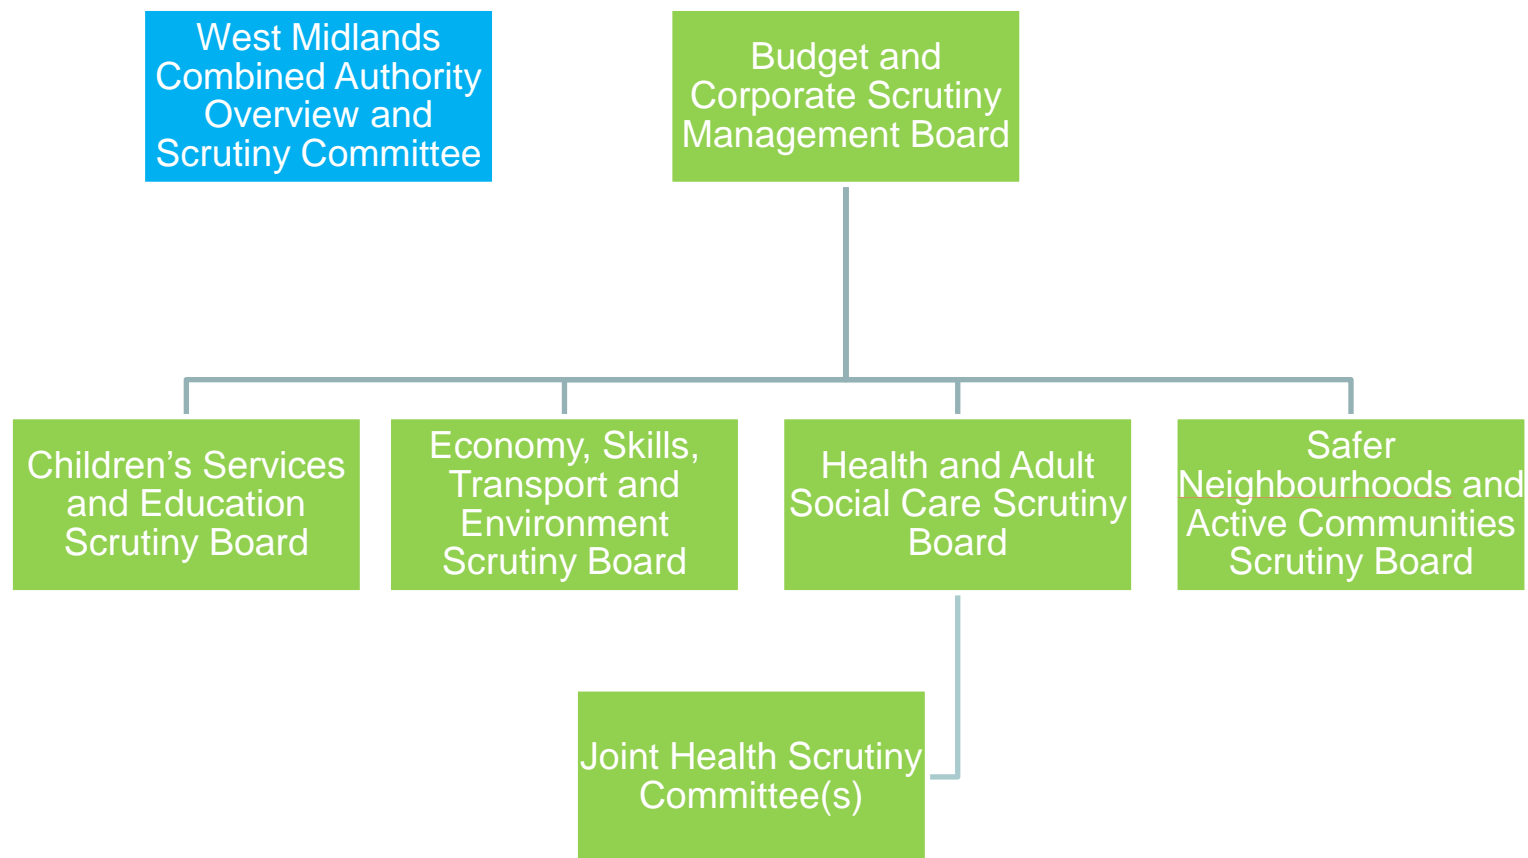 West Midlands
Combined Authority
Overview and
Scrutiny Committee
Budget and
Corporate Scrutiny
Management Board
Children’s Services
and Education
Scrutiny Board
Economy, Skills,
Transport and
Environment
Scrutiny Board
Health and Adult
Social Care Scrutiny
Board
Safer
Neighbourhoods and
Active Communities
Scrutiny Board
Joint Health Scrutiny
Committee(s)